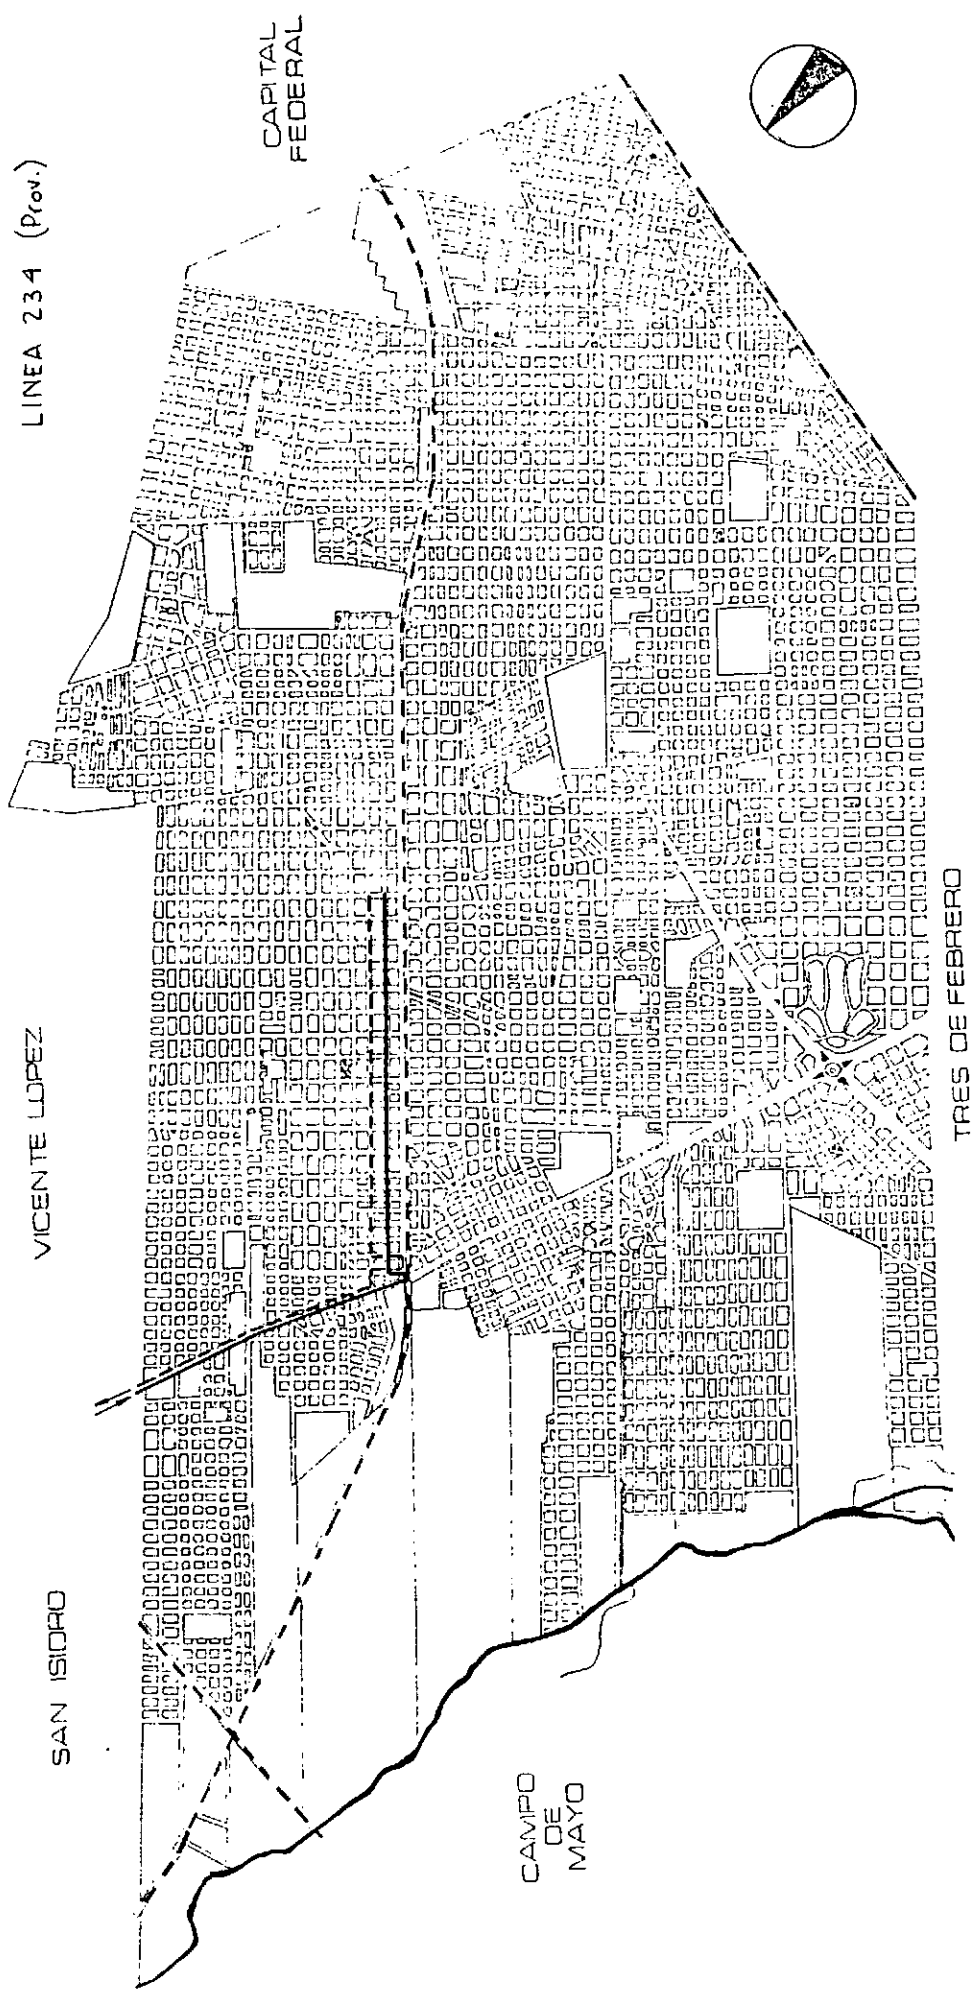 LINEA 234 (Prov.)
CAPITAL
FEDERAL
VICENTE LOPEZ
SAN ISIDRO
TRES DE FEBRERO
CAMPO
DE
MAYO